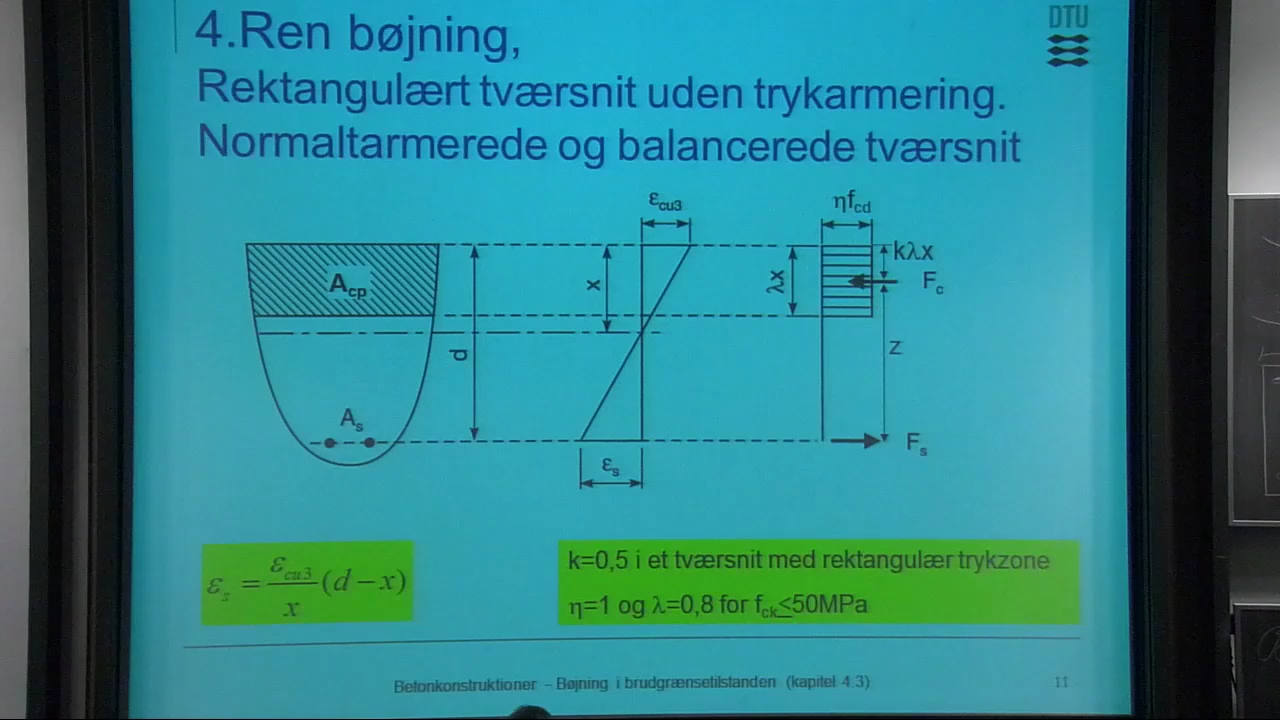 4.Ren bøjning,
DTU
Rektangulært tværsnit uden trykarmering.
Normaltarmerede og balancerede tværsnit
εcu3
ηfcd
Acp
d
x
λx
kλx
Fc
z
As
Fs
εs
εs = εcu3/x (d − x)
k=0,5 i et tværsnit med rektangulær trykzone
η=1 og λ=0,8 for fck≤50MPa
Betonkonstruktioner – Bøjning i brudgrænsetilstanden (kapitel 4.3)
11